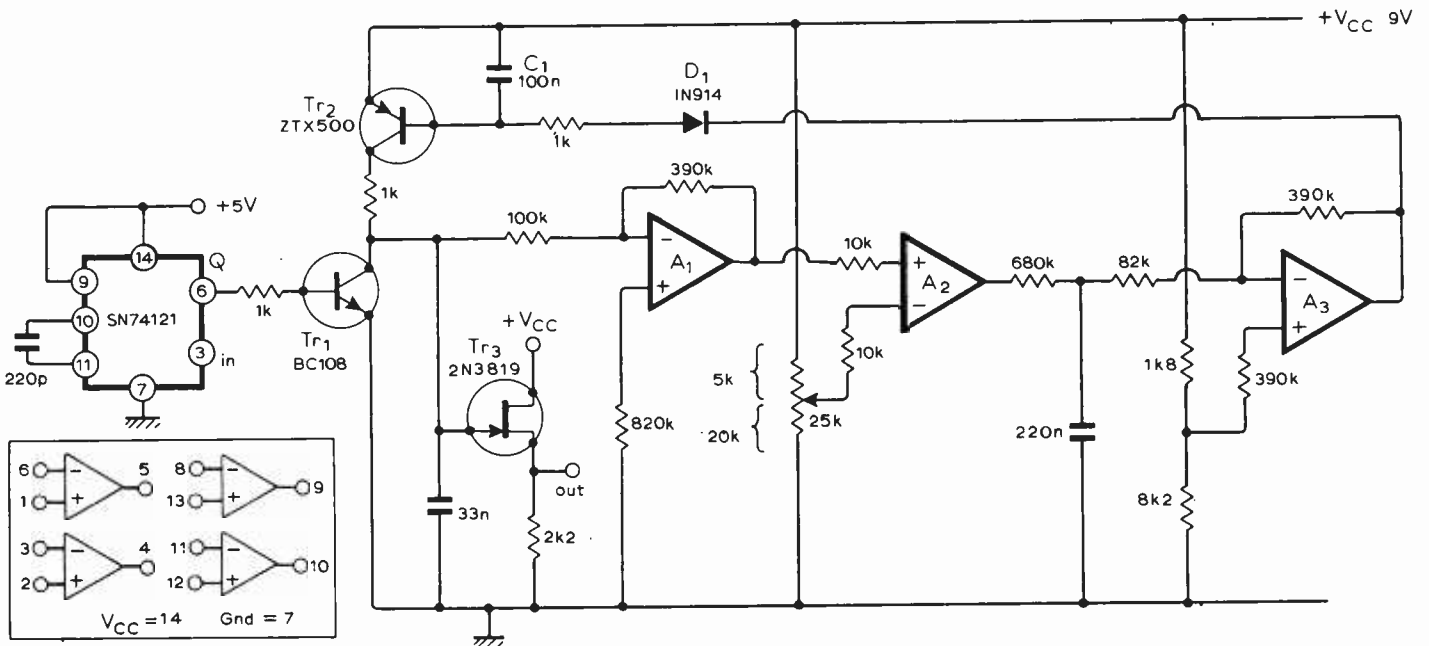 +VCC 9V
C1
100n
D1
IN914
Tr2
ZTX500
1k
1k
390k
390k
+5V
100k
14
Q
9
6
SN74121
10
3
in
11
220p
7
1k
Tr1
BC108
A1
10k
A2
680k
82k
A3
+VCC
Tr3
2N3819
10k
5k
1k8
390k
820k
25k
20k
220n
out
33n
2k2
8k2
6
5
1
8
9
13
3
4
2
11
10
12
VCC =14 Gnd = 7